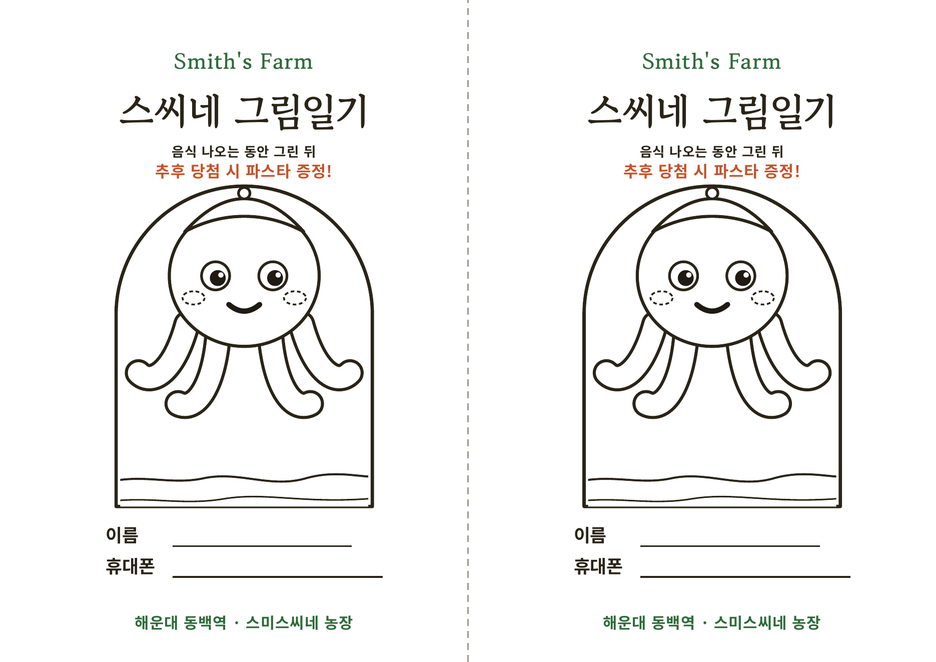 Smith's Farm
스씨네 그림일기
음식 나오는 동안 그린 뒤
추후 당첨 시 파스타 증정!
이름
휴대폰
해운대 동백역 · 스미스씨네 농장
Smith's Farm
스씨네 그림일기
음식 나오는 동안 그린 뒤
추후 당첨 시 파스타 증정!
이름
휴대폰
해운대 동백역 · 스미스씨네 농장